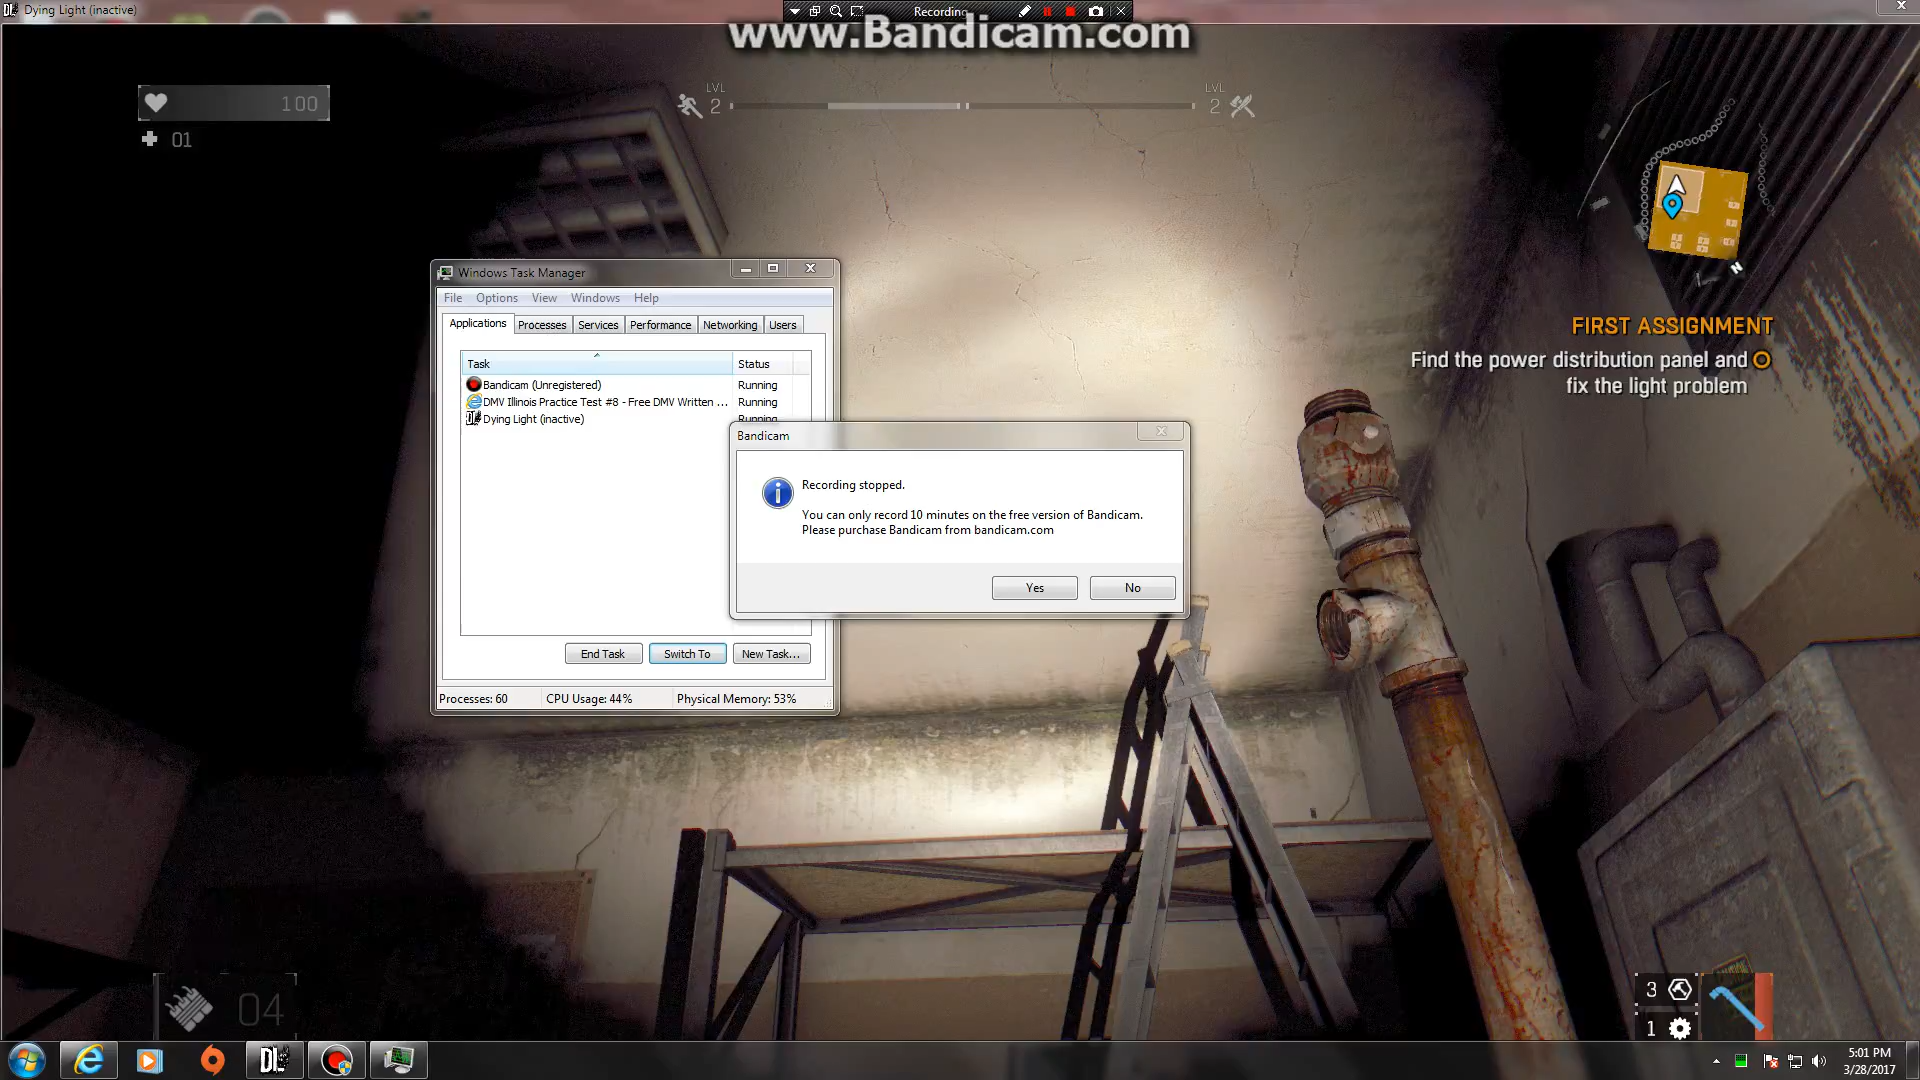 Dying Light (inactive)
Recording
www.Bandicam.com
100
01
LVL
2
LVL
2
N
FIRST ASSIGNMENT
Find the power distribution panel and
fix the light problem
Windows Task Manager
File Options View Windows Help
Applications Processes Services Performance Networking Users
Task Status
Bandicam (Unregistered) Running
DMV Illinois Practice Test #8 - Free DMV Written ... Running
Dying Light (inactive) Running
Bandicam
Recording stopped.
You can only record 10 minutes on the free version of Bandicam.
Please purchase Bandicam from bandicam.com
Yes No
End Task Switch To New Task...
Processes: 60 CPU Usage: 44% Physical Memory: 53%
04
3
1
DL
5:01 PM
3/28/2017